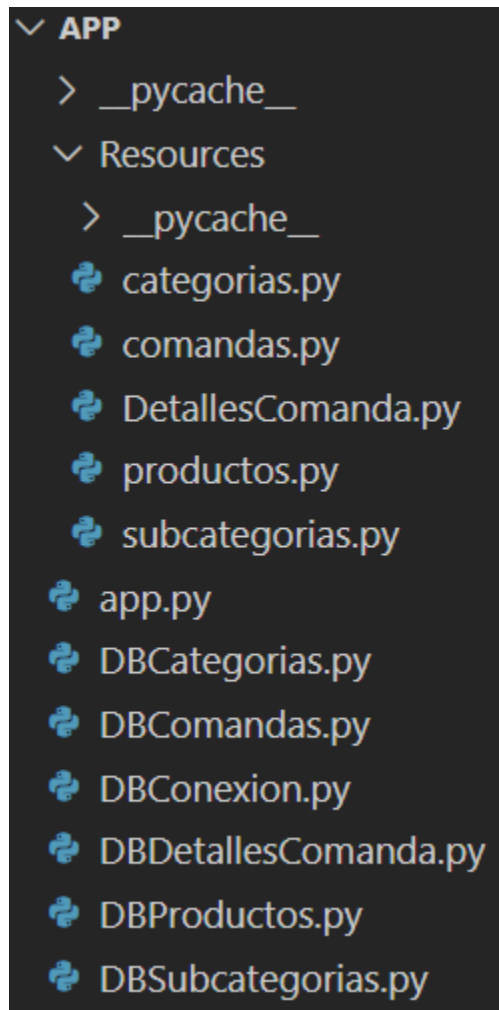 APP
__pycache__
Resources
__pycache__
categorias.py
comandas.py
DetallesComanda.py
productos.py
subcategorias.py
app.py
DBCategorias.py
DBComandas.py
DBConexion.py
DBDetallesComanda.py
DBProductos.py
DBSubcategorias.py